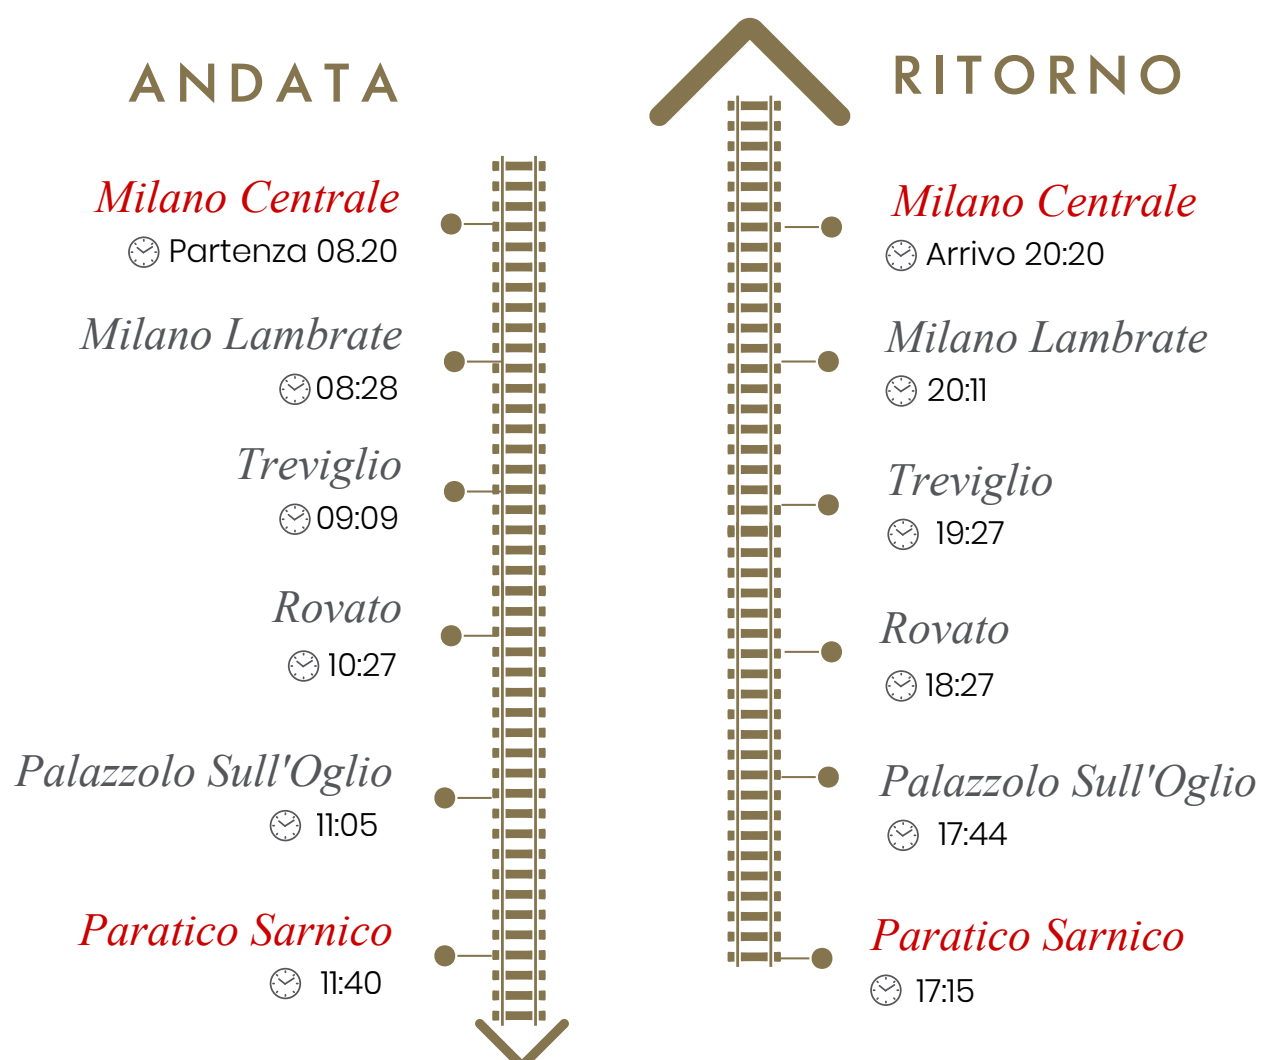 ANDATA
Milano Centrale
Partenza 08.20
Milano Lambrate
08:28
Treviglio
09:09
Rovato
10:27
Palazzolo Sull'Oglio
11:05
Paratico Sarnico
11:40
RITORNO
Milano Centrale
Arrivo 20:20
Milano Lambrate
20:11
Treviglio
19:27
Rovato
18:27
Palazzolo Sull'Oglio
17:44
Paratico Sarnico
17:15